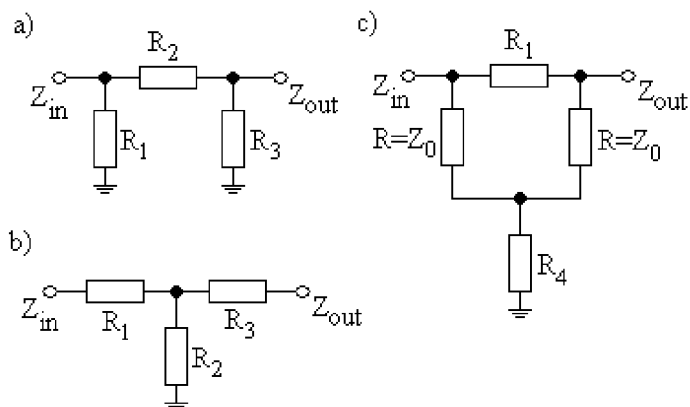 a)
R2
Zin
Zout
R1
R3
b)
Zin
R1
R3
Zout
R2
c)
R1
Zin
Zout
R=Z0
R=Z0
R4